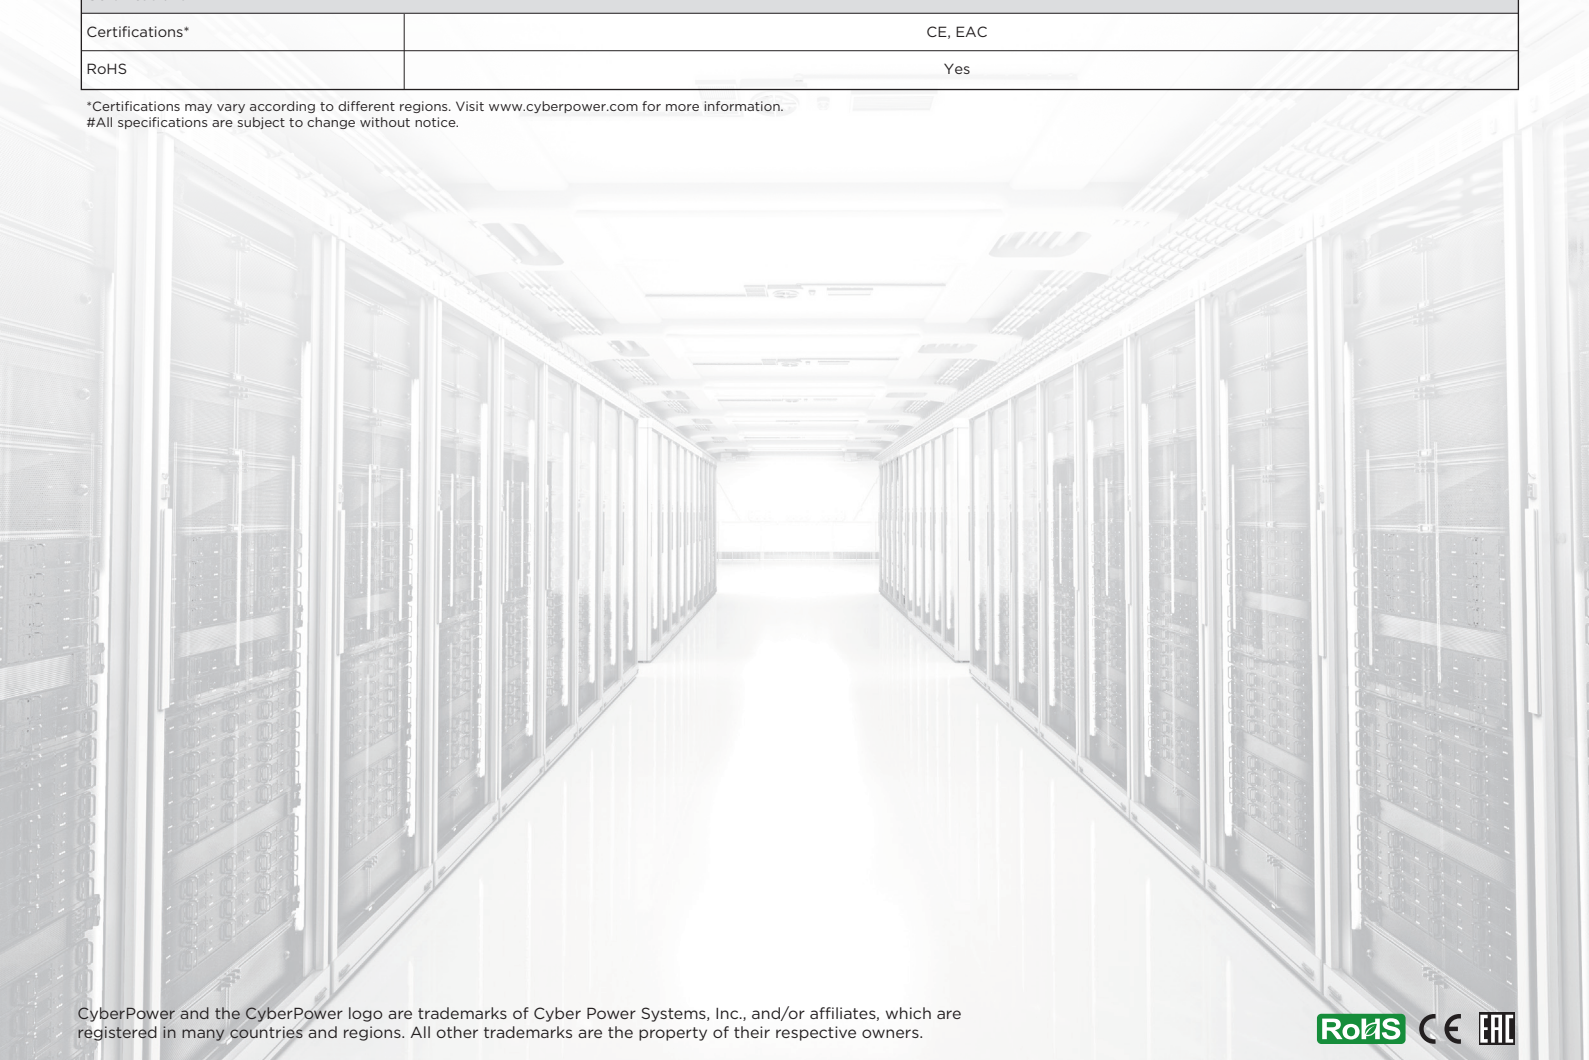 Certifications* CE, EAC
RoHS Yes
*Certifications may vary according to different regions. Visit www.cyberpower.com for more information.
#All specifications are subject to change without notice.
CyberPower and the CyberPower logo are trademarks of Cyber Power Systems, Inc., and/or affiliates, which are
registered in many countries and regions. All other trademarks are the property of their respective owners.
RoHS CE EAC